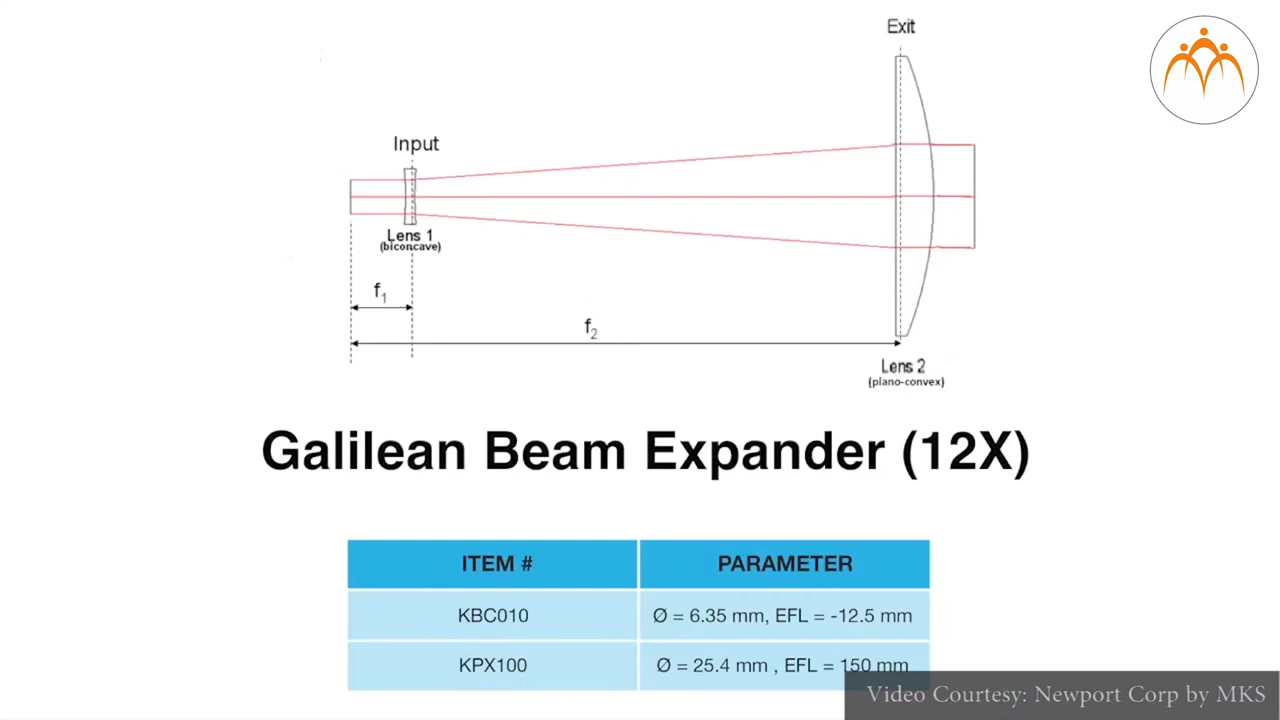 Exit
Input
Lens 1
(biconcave)
f1
f2
Lens 2
(plano-convex)
Galilean Beam Expander (12X)
ITEM # PARAMETER
KBC010 Ø = 6.35 mm, EFL = -12.5 mm
KPX100 Ø = 25.4 mm , EFL = 150 mm
Video Courtesy: Newport Corp by MKS